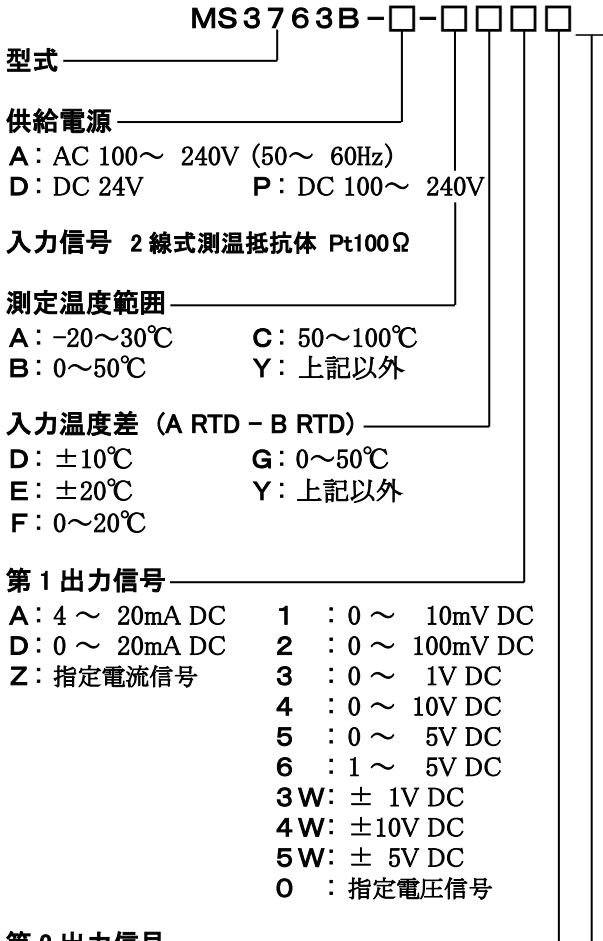 MS3763B-□-□□□□
型式
供給電源
A：AC 100～ 240V (50～ 60Hz)
D：DC 24V P：DC 100～ 240V
入力信号 2線式測温抵抗体 Pt100Ω
測定温度範囲
A：-20～30℃ C：50～100℃
B：0～50℃ Y：上記以外
入力温度差 (A RTD - B RTD)
D：±10℃ G：0～50℃
E：±20℃ Y：上記以外
F：0～20℃
第1出力信号
A：4 ～ 20mA DC 1 ：0 ～ 10mV DC
D：0 ～ 20mA DC 2 ：0 ～ 100mV DC
Z：指定電流信号 3 ：0 ～ 1V DC
4 ：0 ～ 10V DC
5 ：0 ～ 5V DC
6 ：1 ～ 5V DC
3W：± 1V DC
4W：±10V DC
5W：± 5V DC
0 ：指定電圧信号